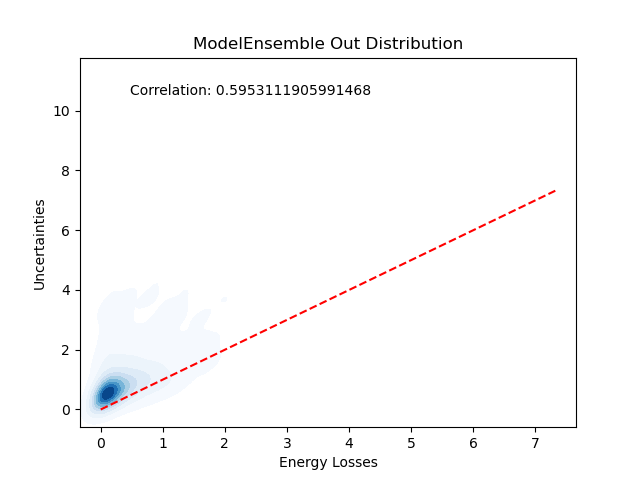 ModelEnsemble Out Distribution
Correlation: 0.5953111905991468
10
8
6
4
2
0
Uncertainties
0 1 2 3 4 5 6 7
Energy Losses